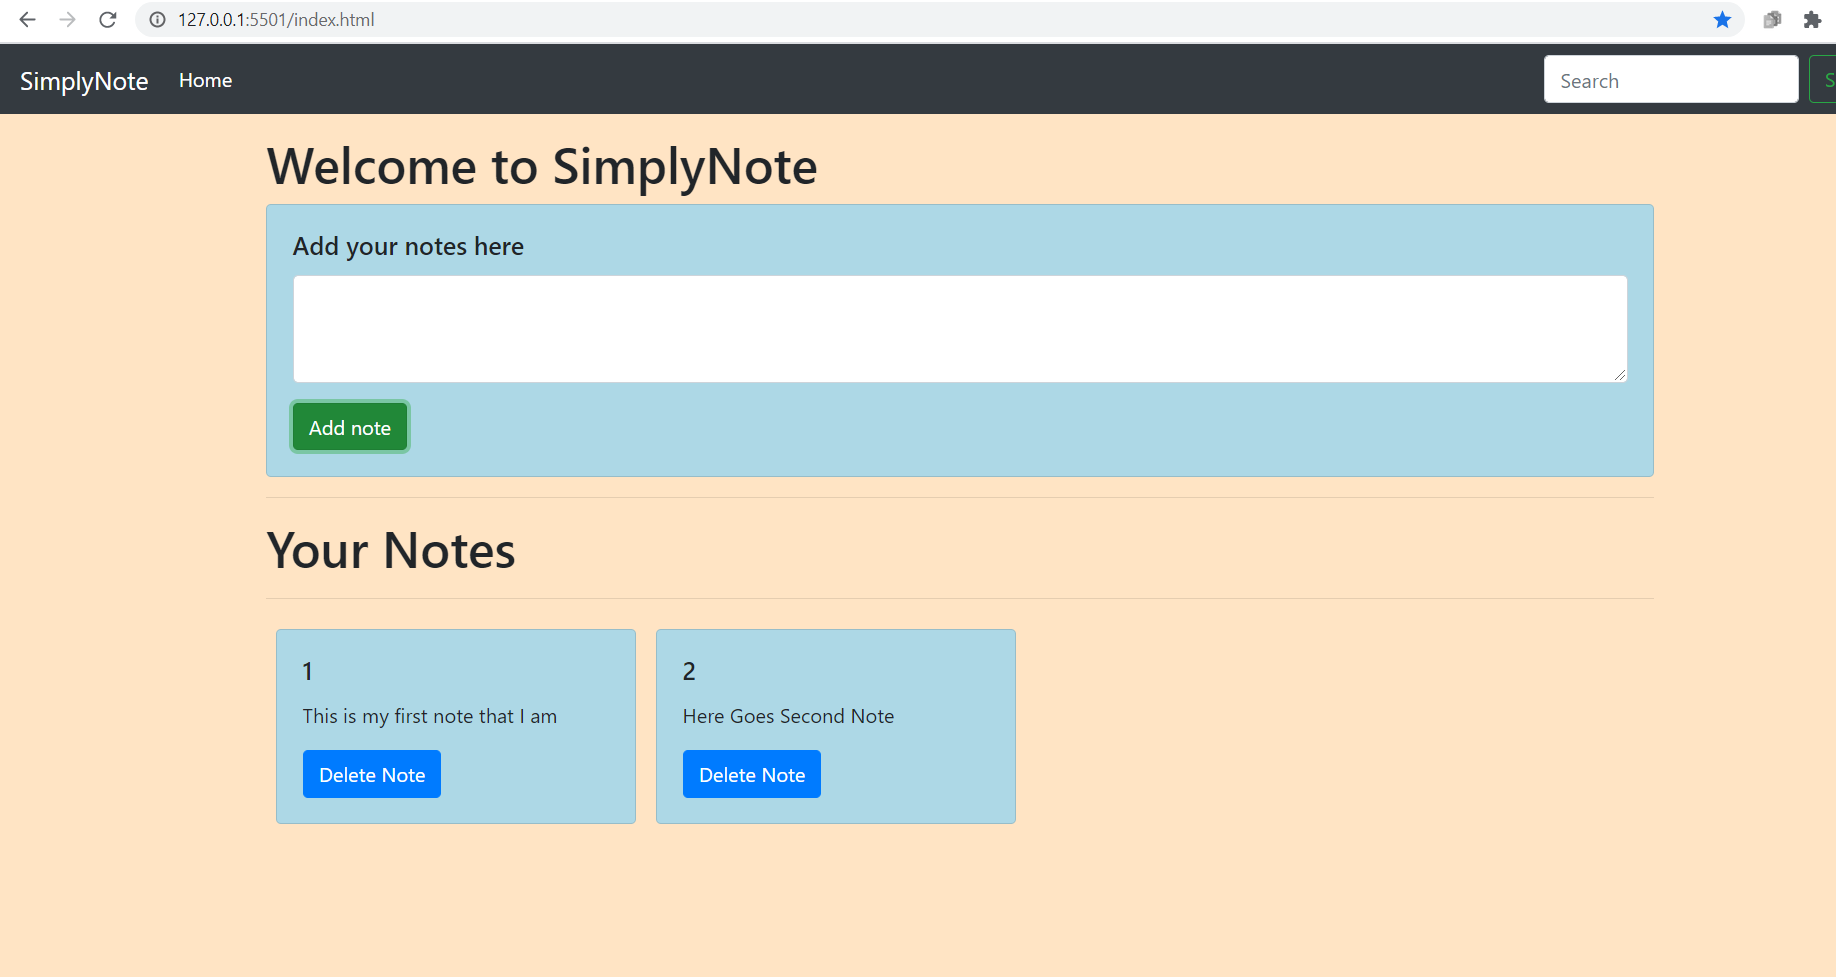 127.0.0.1:5501/index.html
SimplyNote Home Search S
Welcome to SimplyNote
Add your notes here
Add note
Your Notes
1
This is my first note that I am
Delete Note
2
Here Goes Second Note
Delete Note